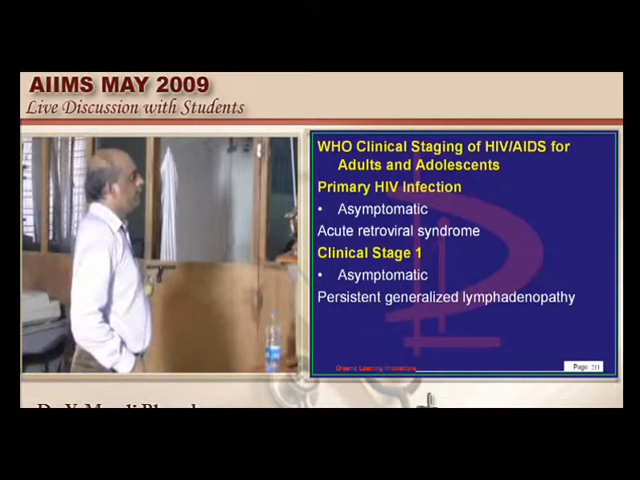 AIIMS MAY 2009
Live Discussion with Students
WHO Clinical Staging of HIV/AIDS for
Adults and Adolescents
Primary HIV Infection
• Asymptomatic
Acute retroviral syndrome
Clinical Stage 1
• Asymptomatic
Persistent generalized lymphadenopathy
Page